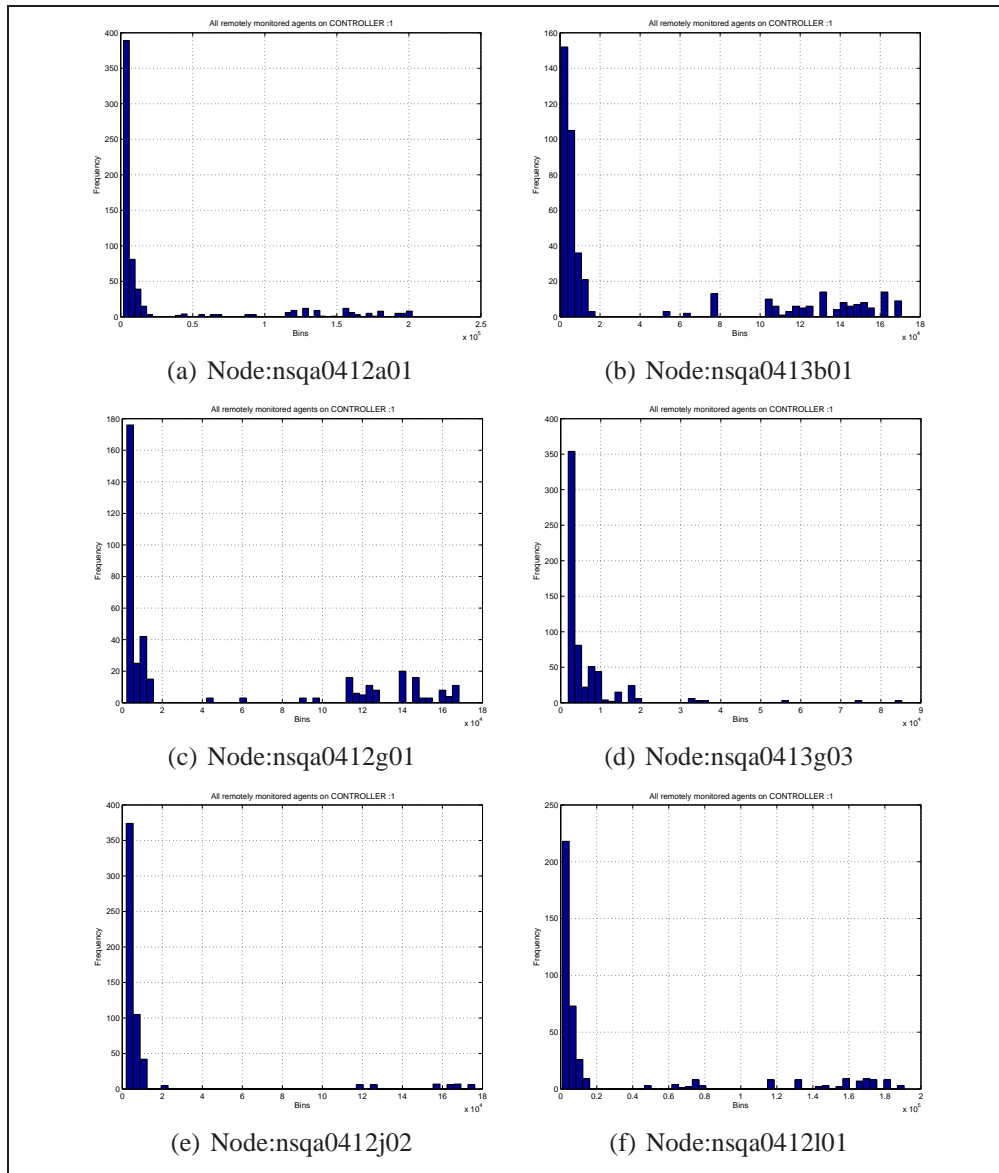 All remotely monitored agents on CONTROLLER :1
400
350
300
250
200
150
100
50
0
Frequency
0 0.5 1 1.5 2 2.5
Bins
x 10^5
(a) Node:nsqa0412a01
All remotely monitored agents on CONTROLLER :1
160
140
120
100
80
60
40
20
0
Frequency
0 2 4 6 8 10 12 14 16 18
Bins
x 10^4
(b) Node:nsqa0413b01
All remotely monitored agents on CONTROLLER :1
180
160
140
120
100
80
60
40
20
0
Frequency
0 2 4 6 8 10 12 14 16 18
Bins
x 10^4
(c) Node:nsqa0412g01
All remotely monitored agents on CONTROLLER :1
400
350
300
250
200
150
100
50
0
Frequency
0 1 2 3 4 5 6 7 8 9
Bins
x 10^4
(d) Node:nsqa0413g03
All remotely monitored agents on CONTROLLER :1
400
350
300
250
200
150
100
50
0
Frequency
0 2 4 6 8 10 12 14 16 18
Bins
x 10^4
(e) Node:nsqa0412j02
All remotely monitored agents on CONTROLLER :1
250
200
150
100
50
0
Frequency
0 0.2 0.4 0.6 0.8 1 1.2 1.4 1.6 1.8 2
Bins
x 10^5
(f) Node:nsqa0412l01